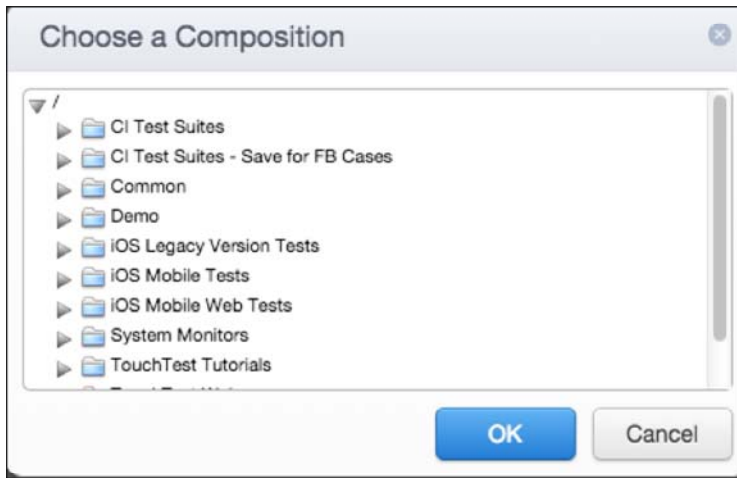 Choose a Composition
/
CI Test Suites
CI Test Suites - Save for FB Cases
Common
Demo
iOS Legacy Version Tests
iOS Mobile Tests
iOS Mobile Web Tests
System Monitors
TouchTest Tutorials
OK
Cancel